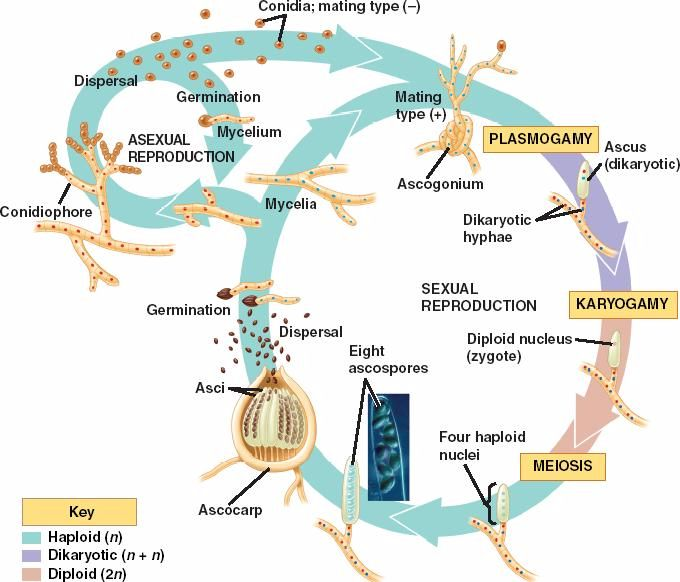 Conidia; mating type (–)
Dispersal
Germination
Mycelium
ASEXUAL
REPRODUCTION
Conidiophore
Mating
type (+)
Ascogonium
Mycelia
PLASMOGAMY
Ascus
(dikaryotic)
Dikaryotic
hyphae
SEXUAL
REPRODUCTION
KARYOGAMY
Diploid nucleus
(zygote)
Germination
Dispersal
Asci
Ascocarp
Eight
ascospores
Four haploid
nuclei
MEIOSIS
Key
Haploid (n)
Dikaryotic (n + n)
Diploid (2n)